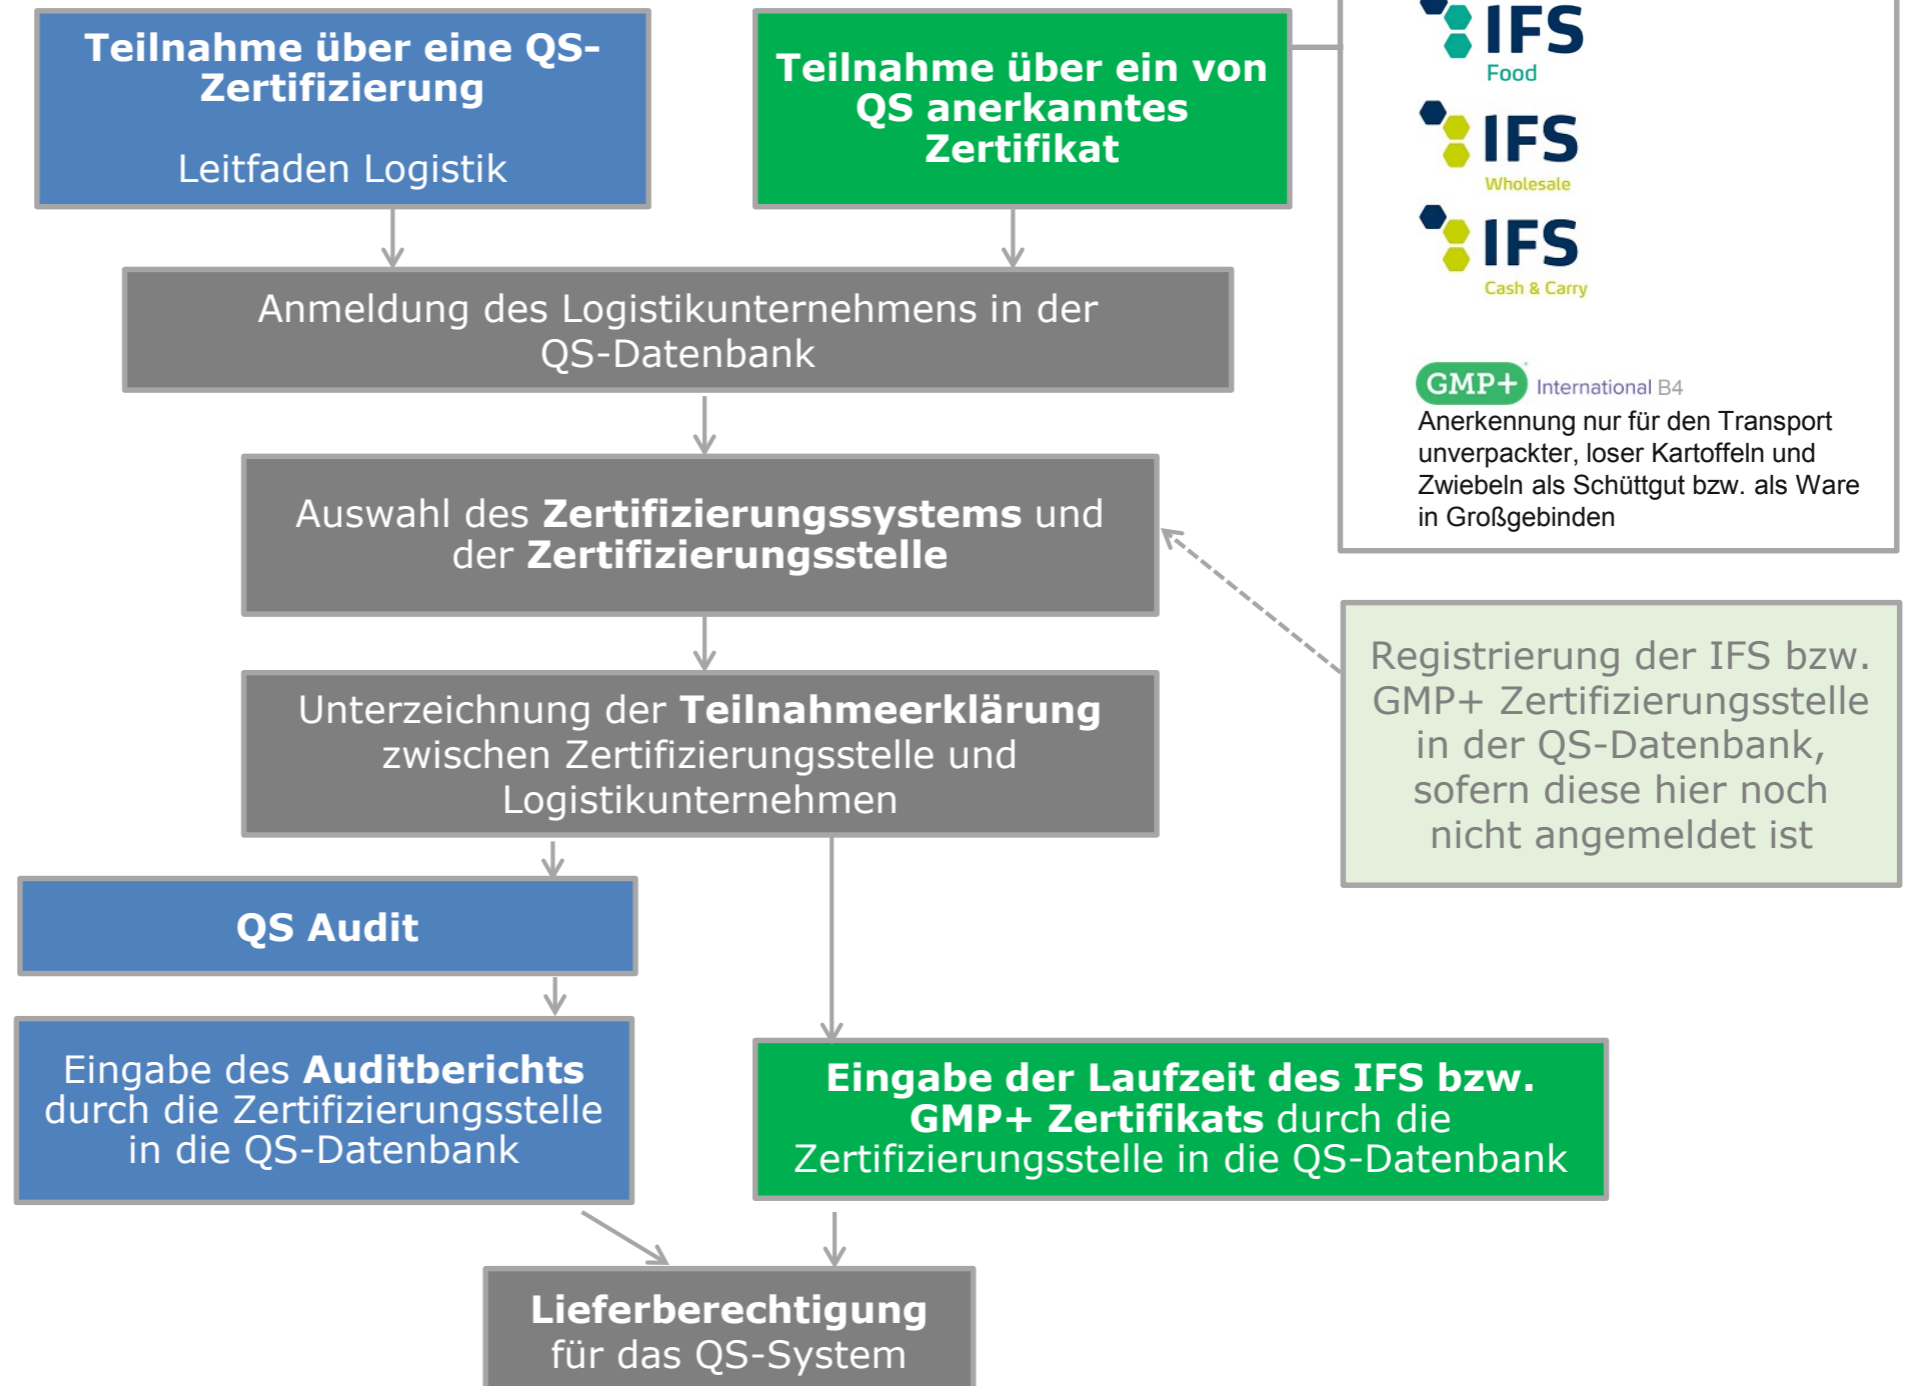 Teilnahme über eine QS-
Zertifizierung
Leitfaden Logistik
Teilnahme über ein von
QS anerkanntes
Zertifikat
IFS
Food
IFS
Wholesale
IFS
Cash & Carry
GMP+ International B4
Anerkennung nur für den Transport
unverpackter, loser Kartoffeln und
Zwiebeln als Schüttgut bzw. als Ware
in Großgebinden
Anmeldung des Logistikunternehmens in der
QS-Datenbank
Auswahl des Zertifizierungssystems und
der Zertifizierungsstelle
Registrierung der IFS bzw.
GMP+ Zertifizierungsstelle
in der QS-Datenbank,
sofern diese hier noch
nicht angemeldet ist
Unterzeichnung der Teilnahmeerklärung
zwischen Zertifizierungsstelle und
Logistikunternehmen
QS Audit
Eingabe des Auditberichts
durch die Zertifizierungsstelle
in die QS-Datenbank
Eingabe der Laufzeit des IFS bzw.
GMP+ Zertifikats durch die
Zertifizierungsstelle in die QS-Datenbank
Lieferberechtigung
für das QS-System